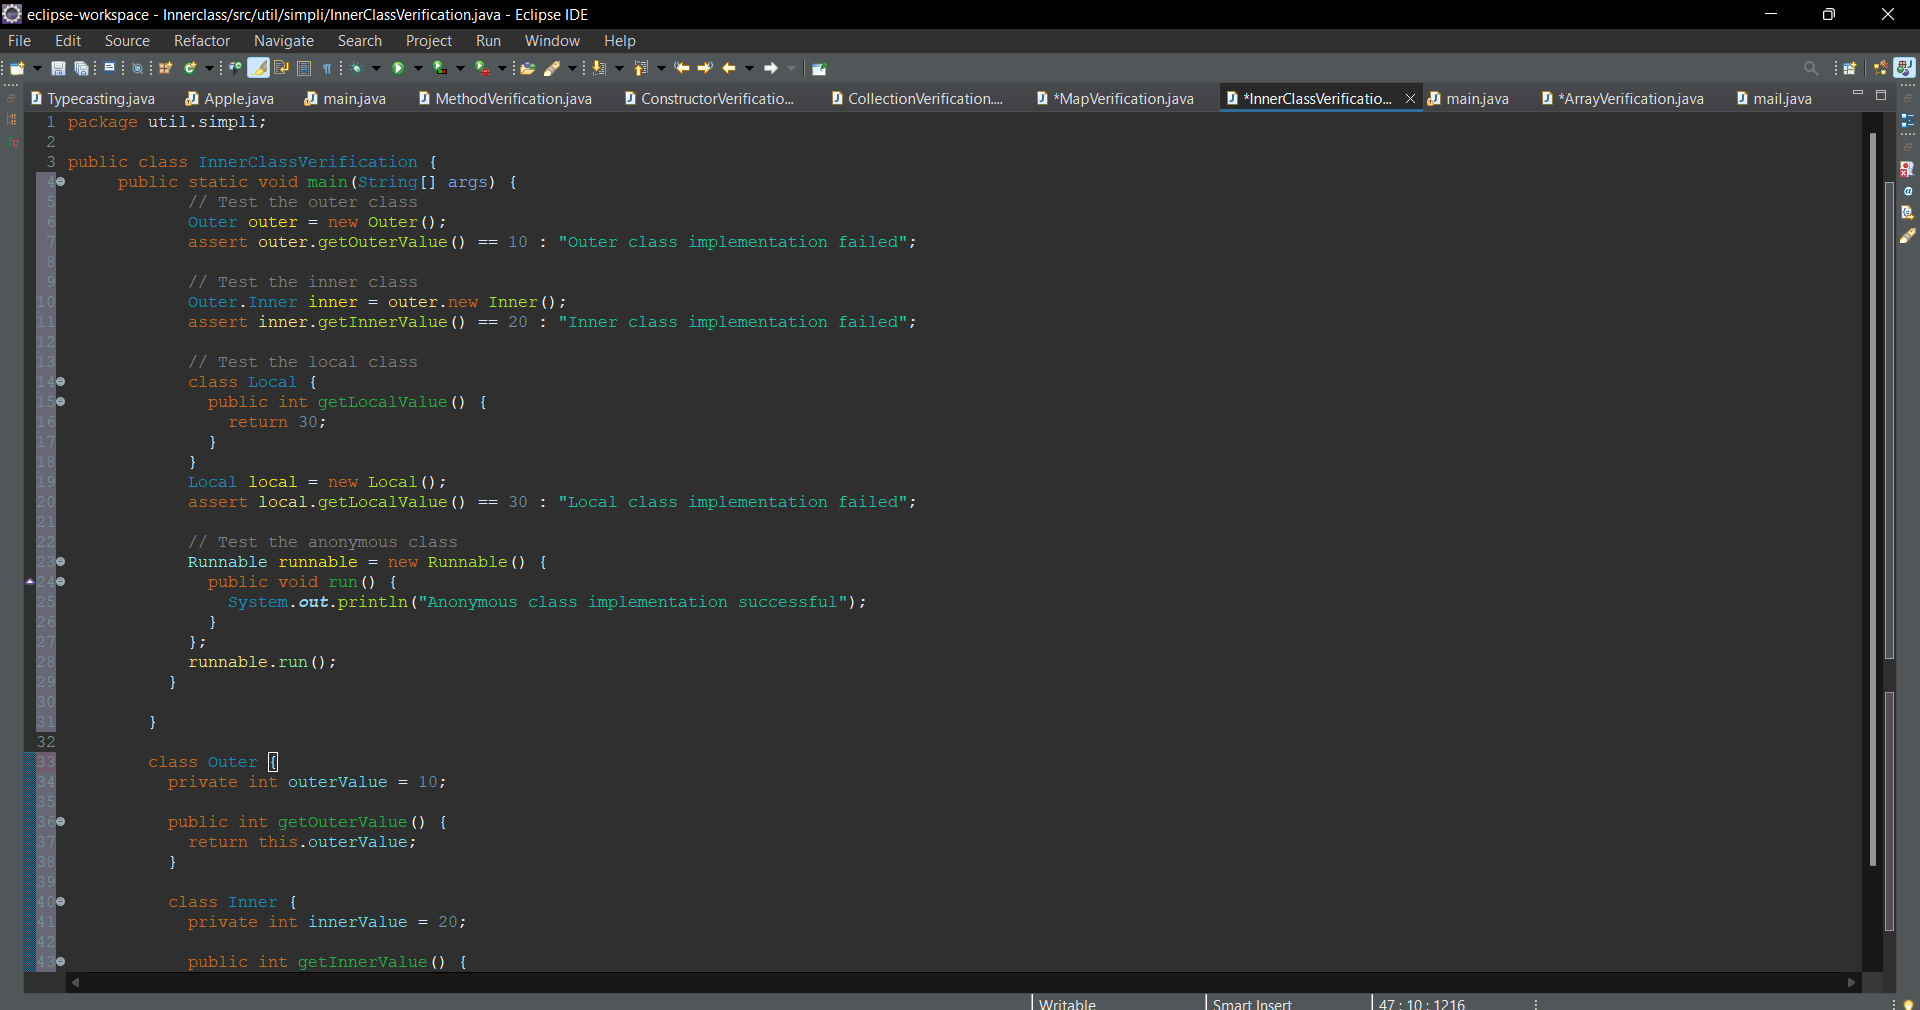 eclipse-workspace - Innerclass/src/util/simpli/InnerClassVerification.java - Eclipse IDE
File Edit Source Refactor Navigate Search Project Run Window Help
Typecasting.java Apple.java main.java MethodVerification.java ConstructorVerificatio... CollectionVerification.... *MapVerification.java *InnerClassVerificatio... main.java *ArrayVerification.java mail.java
1 package util.simpli;
2
3 public class InnerClassVerification {
4 public static void main(String[] args) {
5 // Test the outer class
6 Outer outer = new Outer();
7 assert outer.getOuterValue() == 10 : "Outer class implementation failed";
8
9 // Test the inner class
10 Outer.Inner inner = outer.new Inner();
11 assert inner.getInnerValue() == 20 : "Inner class implementation failed";
12
13 // Test the local class
14 class Local {
15 public int getLocalValue() {
16 return 30;
17 }
18 }
19 Local local = new Local();
20 assert local.getLocalValue() == 30 : "Local class implementation failed";
21
22 // Test the anonymous class
23 Runnable runnable = new Runnable() {
24 public void run() {
25 System.out.println("Anonymous class implementation successful");
26 }
27 };
28 runnable.run();
29 }
30
31 }
32
33 class Outer {
34 private int outerValue = 10;
35
36 public int getOuterValue() {
37 return this.outerValue;
38 }
39
40 class Inner {
41 private int innerValue = 20;
42
43 public int getInnerValue() {
Writable Smart Insert 47 : 10 : 1216